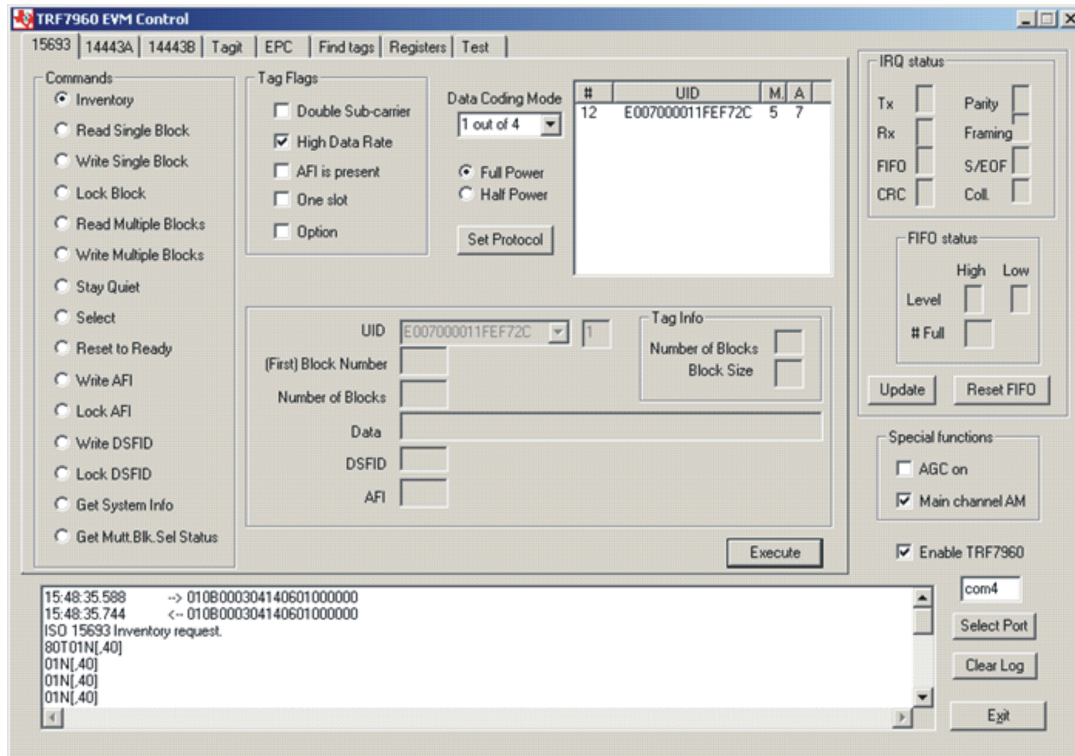 TRF7960 EVM Control
15693 14443A 14443B Tagit EPC Find tags Registers Test
Commands
Inventory
Read Single Block
Write Single Block
Lock Block
Read Multiple Blocks
Write Multiple Blocks
Stay Quiet
Select
Reset to Ready
Write AFI
Lock AFI
Write DSFID
Lock DSFID
Get System Info
Get Mutt.Blk.Sel Status
Tag Flags
Double Sub-carrier
High Data Rate
AFI is present
One slot
Option
Data Coding Mode
1 out of 4
Full Power
Half Power
Set Protocol
# UID M. A
12 E007000011FEF72C 5 7
UID E007000011FEF72C 1
(First) Block Number
Number of Blocks
Data
DSFID
AFI
Tag Info
Number of Blocks
Block Size
Execute
IRQ status
Tx Parity
Rx Framing
FIFO S/EOF
CRC Coll.
FIFO status
High Low
Level
# Full
Update Reset FIFO
Special functions
AGC on
Main channel AM
Enable TRF7960
com4
Select Port
Clear Log
Exit
15:48:35.588 --> 010B000304140601000000
15:48:35.744 <-- 010B000304140601000000
ISO 15693 Inventory request.
80T01N[,40]
01N[,40]
01N[,40]
01N[,40]